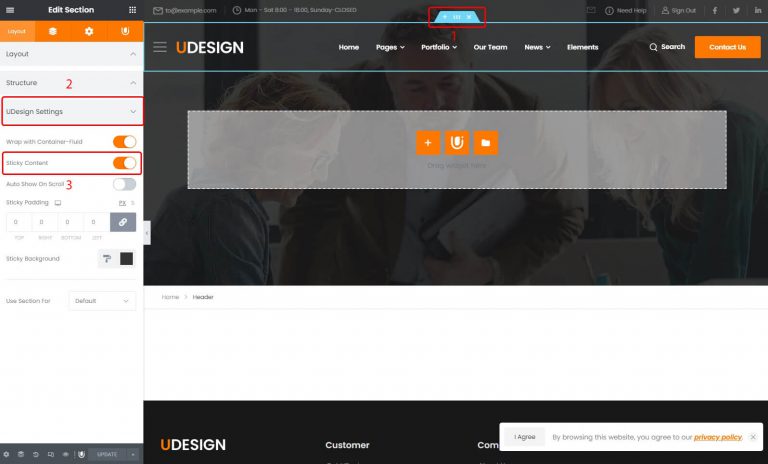 Edit Section
to@example.com
Mon – Sat 8:00 - 18:00, Sunday-CLOSED
Need Help
Sign Out
1
Layout
UDESIGN
Home
Pages
Portfolio
Our Team
News
Elements
Search
Contact Us
Layout
Structure
2
UDesign Settings
Wrap with Container-Fluid
Sticky Content
Auto Show On Scroll
3
Sticky Padding
PX
%
0 0 0 0
TOP RIGHT BOTTOM LEFT
Sticky Background
Use Section For
Default
Drag widget here
Home > Header
UDESIGN
Customer
I Agree
By browsing this website, you agree to our privacy policy.
UPDATE